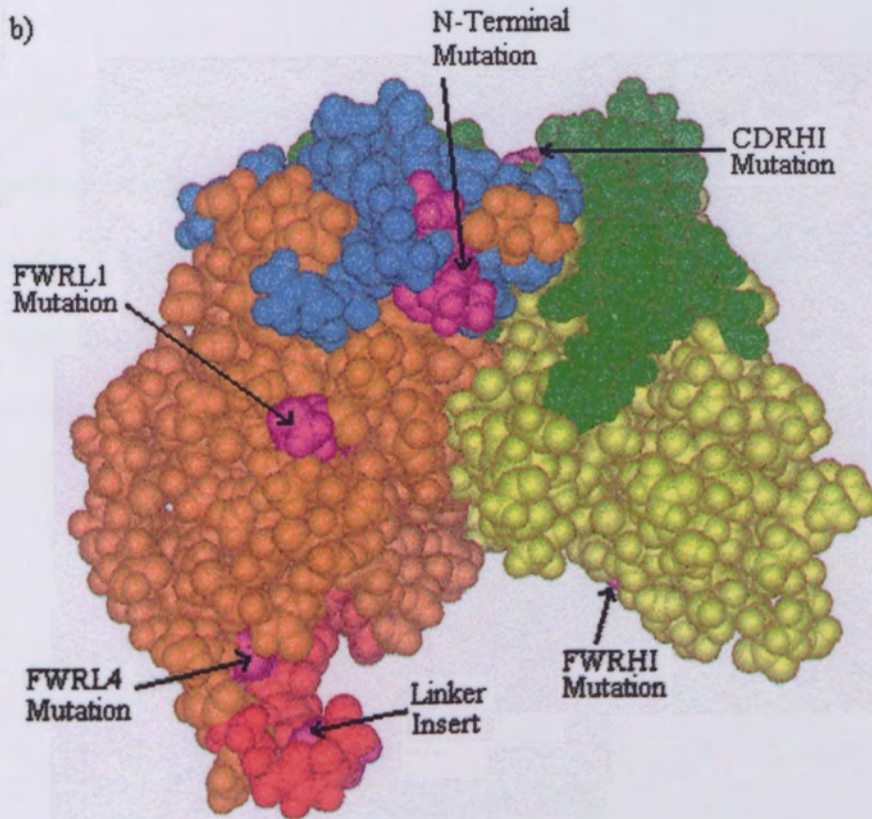 b)
N-Terminal
Mutation
CDRHI
Mutation
FWRL1
Mutation
FWRL4
Mutation
Linker
Insert
FWRHI
Mutation